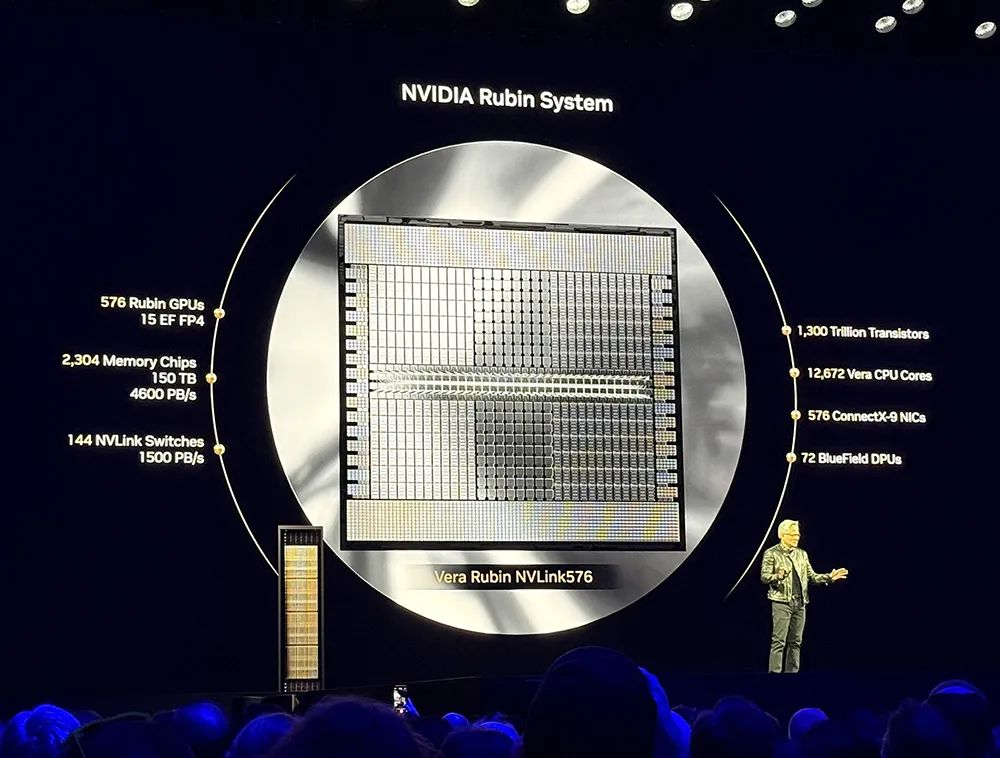 NVIDIA Rubin System
576 Rubin GPUs
15 EF FP4
2,304 Memory Chips
150 TB
4600 PB/s
144 NVLink Switches
1500 PB/s
1,300 Trillion Transistors
12,672 Vera CPU Cores
576 ConnectX-9 NICs
72 BlueField DPUs
Vera Rubin NVLink576